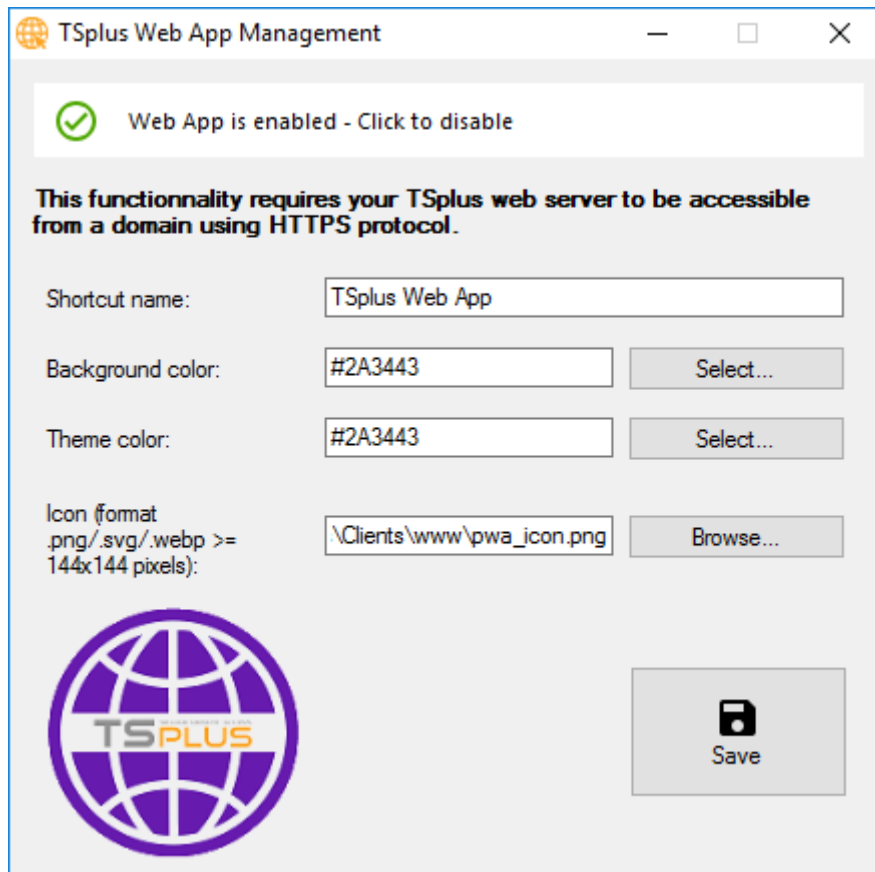 TSplus Web App Management
Web App is enabled - Click to disable
This functionnality requires your TSplus web server to be accessible
from a domain using HTTPS protocol.
Shortcut name:
TSplus Web App
Background color:
#2A3443
Select...
Theme color:
#2A3443
Select...
Icon (format
.png/.svg/.webp >=
144x144 pixels):
\Clients\www\pwa_icon.png
Browse...
TSPLUS
Save